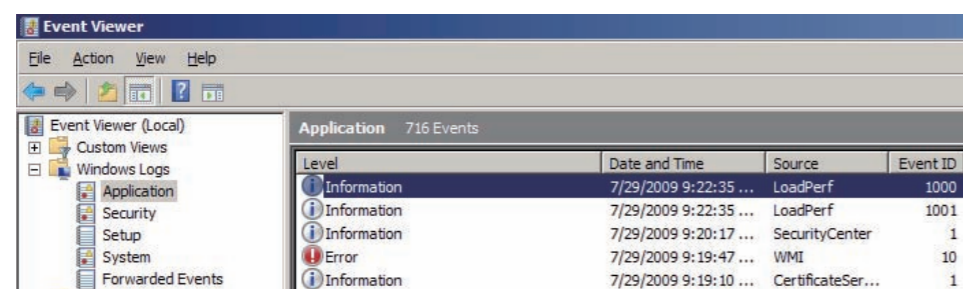 Event Viewer
File Action View Help
Event Viewer (Local)
Custom Views
Windows Logs
Application
Security
Setup
System
Forwarded Events
Application 716 Events
Level Date and Time Source Event ID
Information 7/29/2009 9:22:35 ... LoadPerf 1000
Information 7/29/2009 9:22:35 ... LoadPerf 1001
Information 7/29/2009 9:20:17 ... SecurityCenter 1
Error 7/29/2009 9:19:47 ... WMI 10
Information 7/29/2009 9:19:10 ... CertificateSer... 1